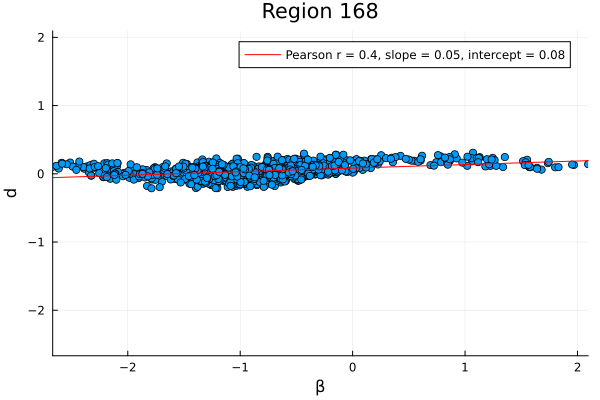 Region 168
Pearson r = 0.4, slope = 0.05, intercept = 0.08
2
1
0
−1
−2
d
−2 −1 0 1 2
β